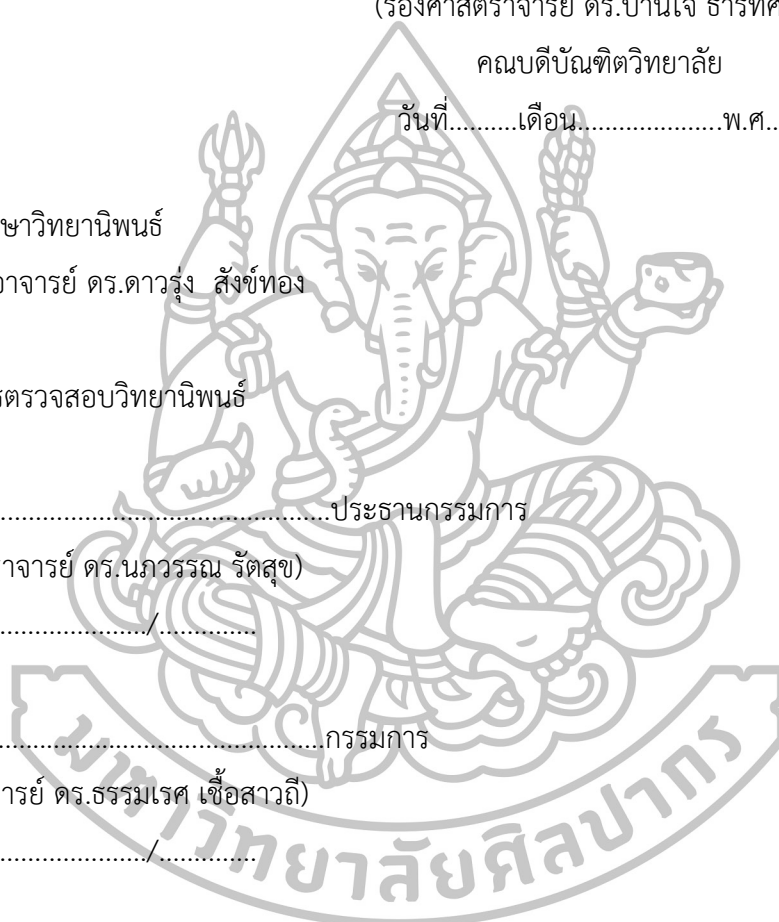 (รองศาสตราจารย์ ดร.ปานใจ ธารทัศ
คณบดีบัณฑิตวิทยาลัย
วันที่..........เดือน.....................พ.ศ..
ษาวิทยานิพนธ์
อาจารย์ ดร.ดาวรุ่ง สังข์ทอง
รตรวจสอบวิทยานิพนธ์
....................................................ประธานกรรมการ
ราจารย์ ดร.นภวรรณ รัตสุข)
......................./..............
....................................................กรรมการ
ารย์ ดร.ธรรมเรศ เชื้อสาวถี)
......................./..............
มหาวิทยาลัยศิลปากร